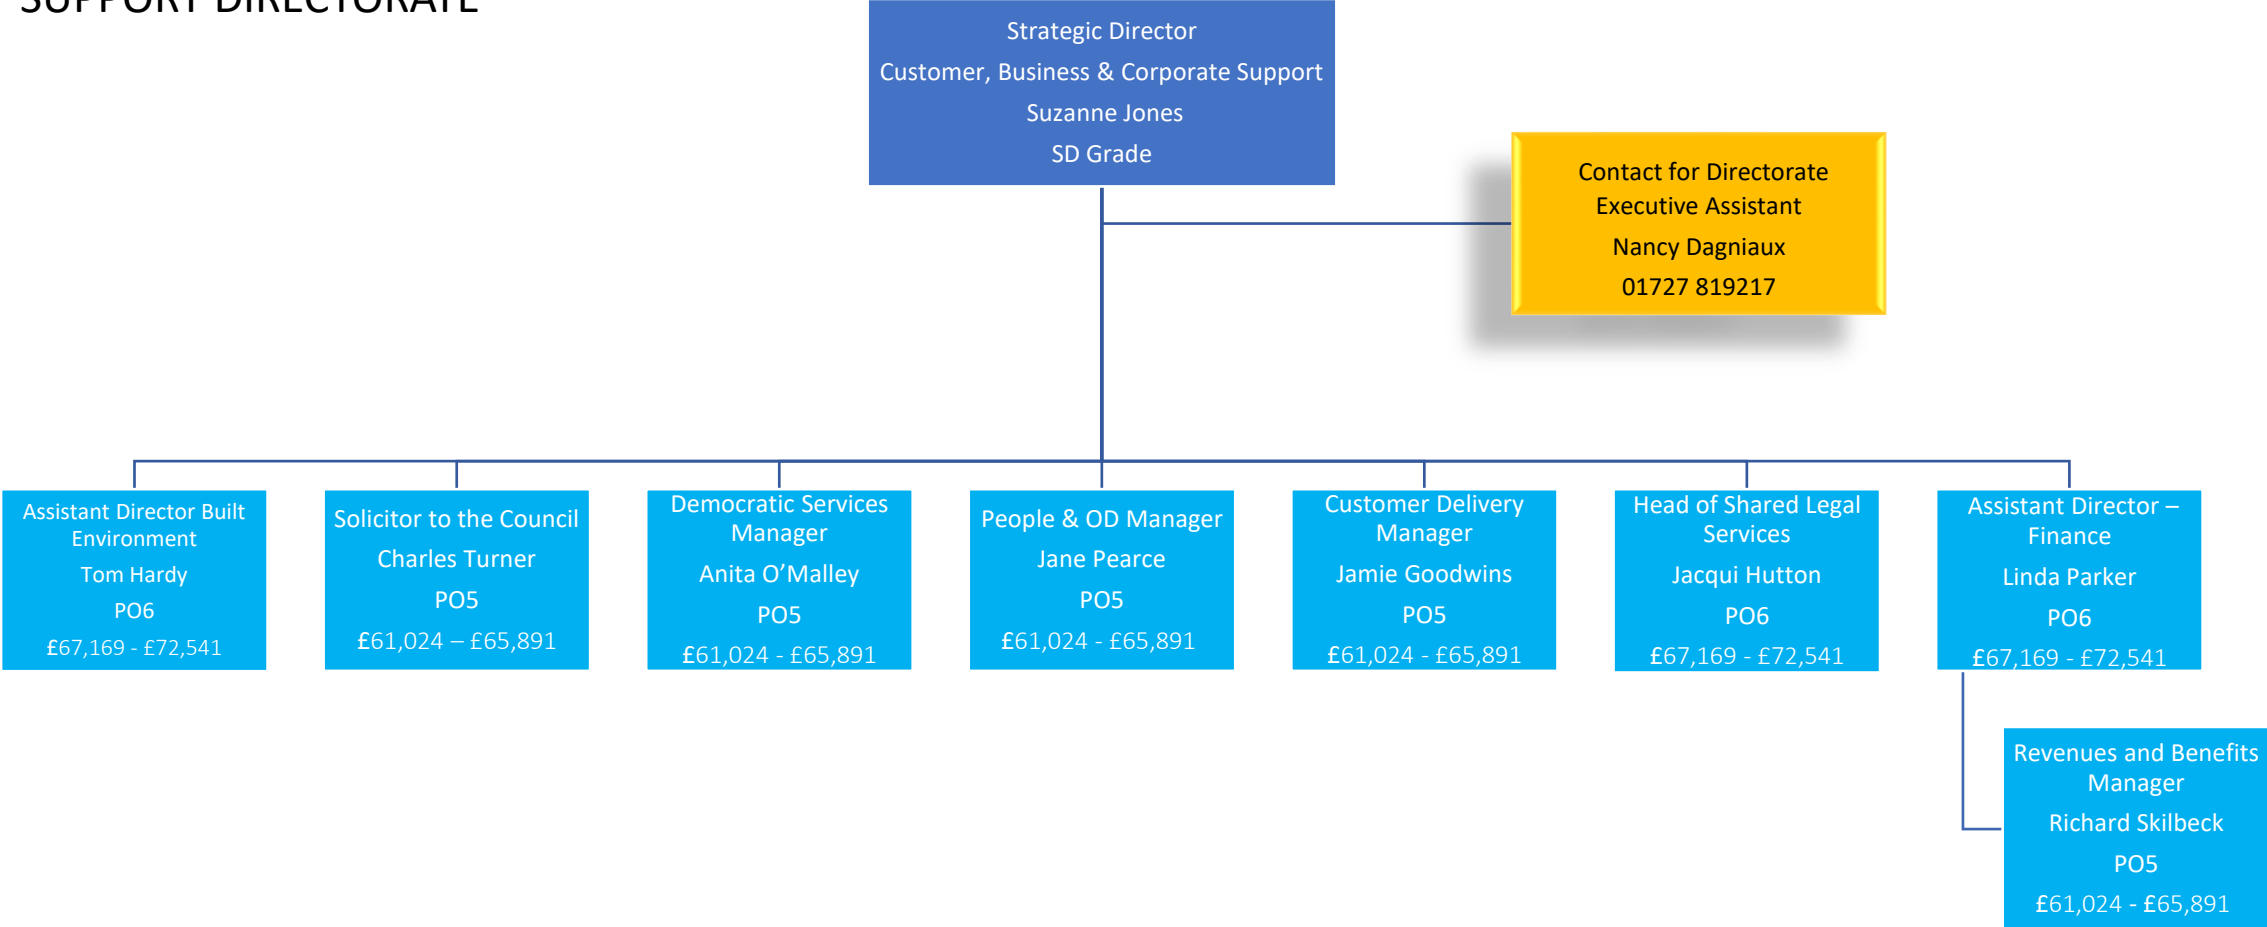 SUPPORT DIRECTORATE
Strategic Director
Customer, Business & Corporate Support
Suzanne Jones
SD Grade
Contact for Directorate
Executive Assistant
Nancy Dagniaux
01727 819217
Assistant Director Built
Environment
Tom Hardy
PO6
£67,169 - £72,541
Solicitor to the Council
Charles Turner
PO5
£61,024 – £65,891
Democratic Services
Manager
Anita O’Malley
PO5
£61,024 - £65,891
People & OD Manager
Jane Pearce
PO5
£61,024 - £65,891
Customer Delivery
Manager
Jamie Goodwins
PO5
£61,024 - £65,891
Head of Shared Legal
Services
Jacqui Hutton
PO6
£67,169 - £72,541
Assistant Director –
Finance
Linda Parker
PO6
£67,169 - £72,541
Revenues and Benefits
Manager
Richard Skilbeck
PO5
£61,024 - £65,891